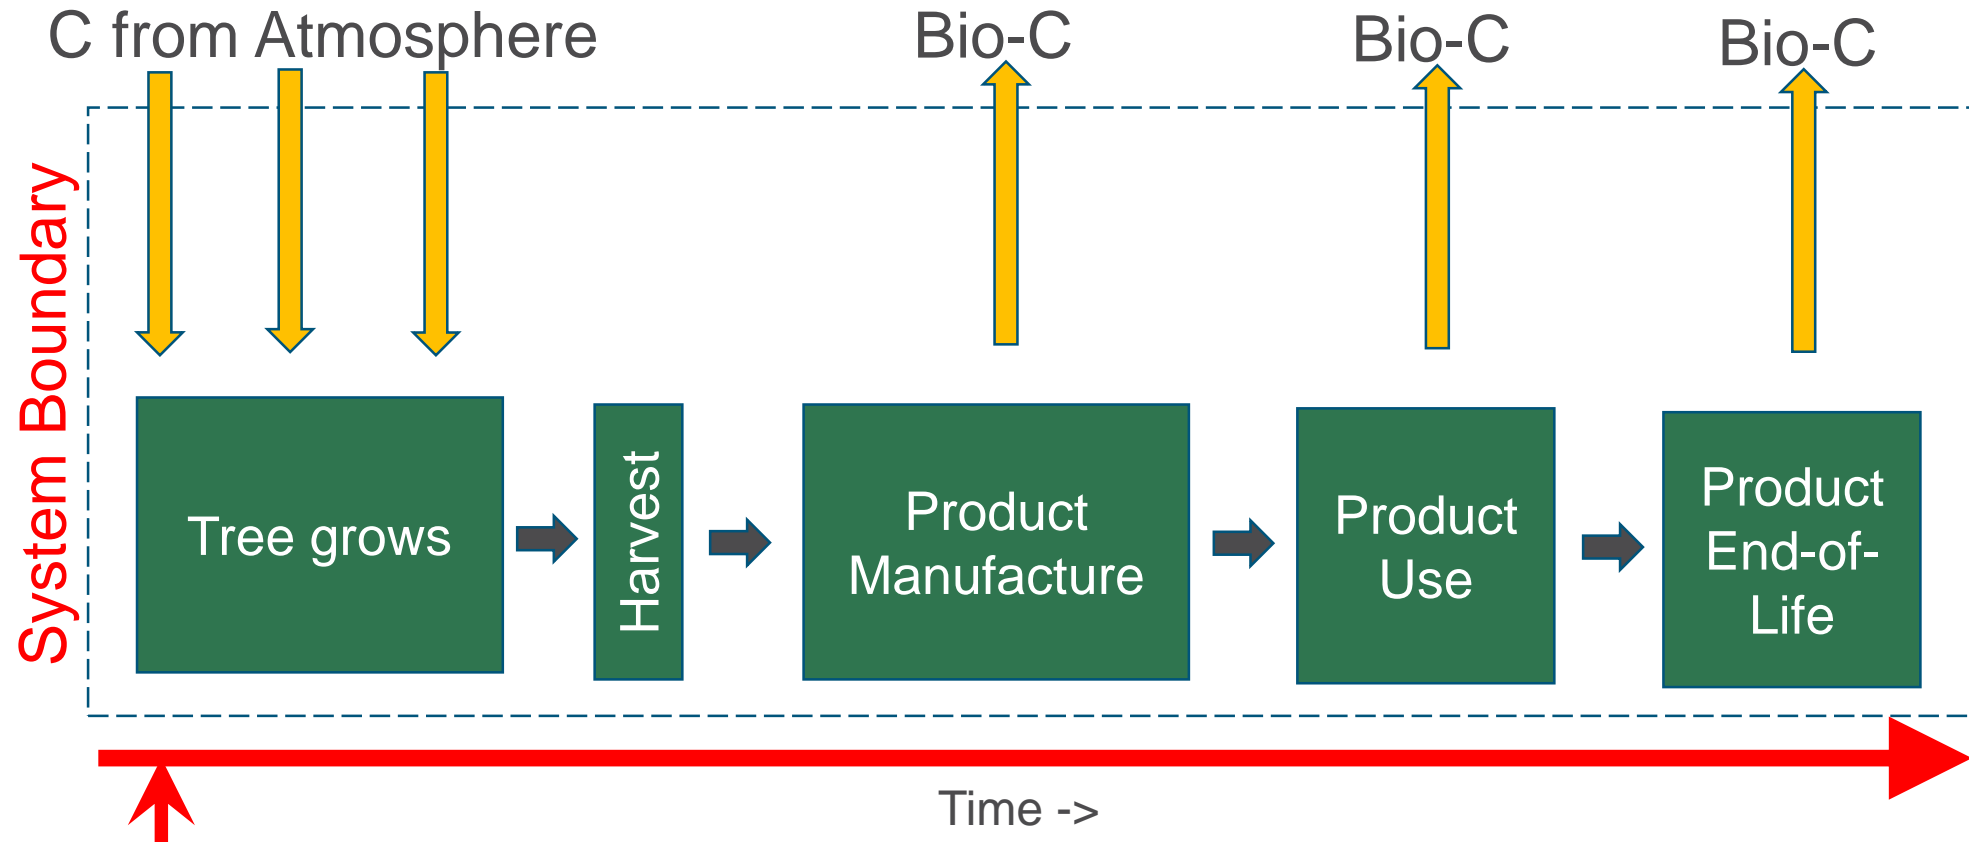 C from Atmosphere
Bio-C
Bio-C
Bio-C
System Boundary
Tree grows
Harvest
Product
Manufacture
Product
Use
Product
End-of-
Life
Time ->